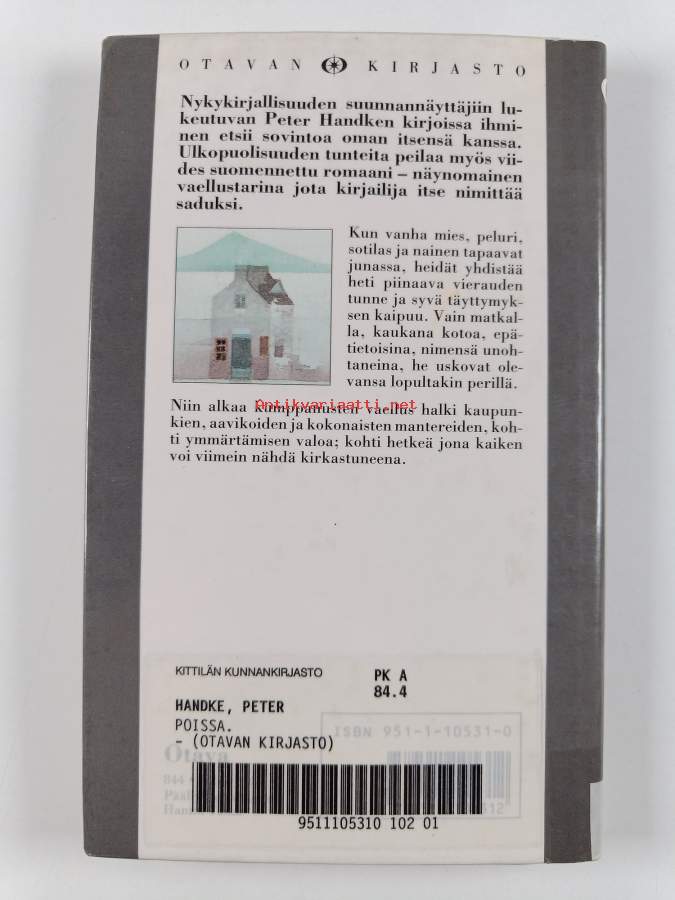 OTAVAN KIRJASTO
Nykykirjallisuuden suunnannäyttäjiin lu-
keutuvan Peter Handken kirjoissa ihmi-
nen etsii sovintoa oman itsensä kanssa.
Ulkopuolisuuden tunteita peilaa myös vii-
des suomennettu romaani – näynomainen
vaellustarina jota kirjailija itse nimittää
saduksi.
Kun vanha mies, peluri,
sotilas ja nainen tapaavat
junassa, heidät yhdistää
heti piinaava vierauden
tunne ja syvä täyttymyk-
sen kaipuu. Vain matkal-
la, kaukana kotoa, epä-
tietoisina, nimensä unoh-
taneina, he uskovat ole-
vansa lopultakin perillä.
Antikvariaatti.net
Niin alkaa kumppanusten vaellus halki kaupun-
kien, aavikoiden ja kokonaisten mantereiden, koh-
ti ymmärtämisen valoa; kohti hetkeä jona kaiken
voi viimein nähdä kirkastuneena.
KITTILÄN KUNNANKIRJASTO
PK A
84.4
HANDKE, PETER
POISSA.
- (OTAVAN KIRJASTO)
ISBN 951-1-10531-0
Otava
9511105310 102 01